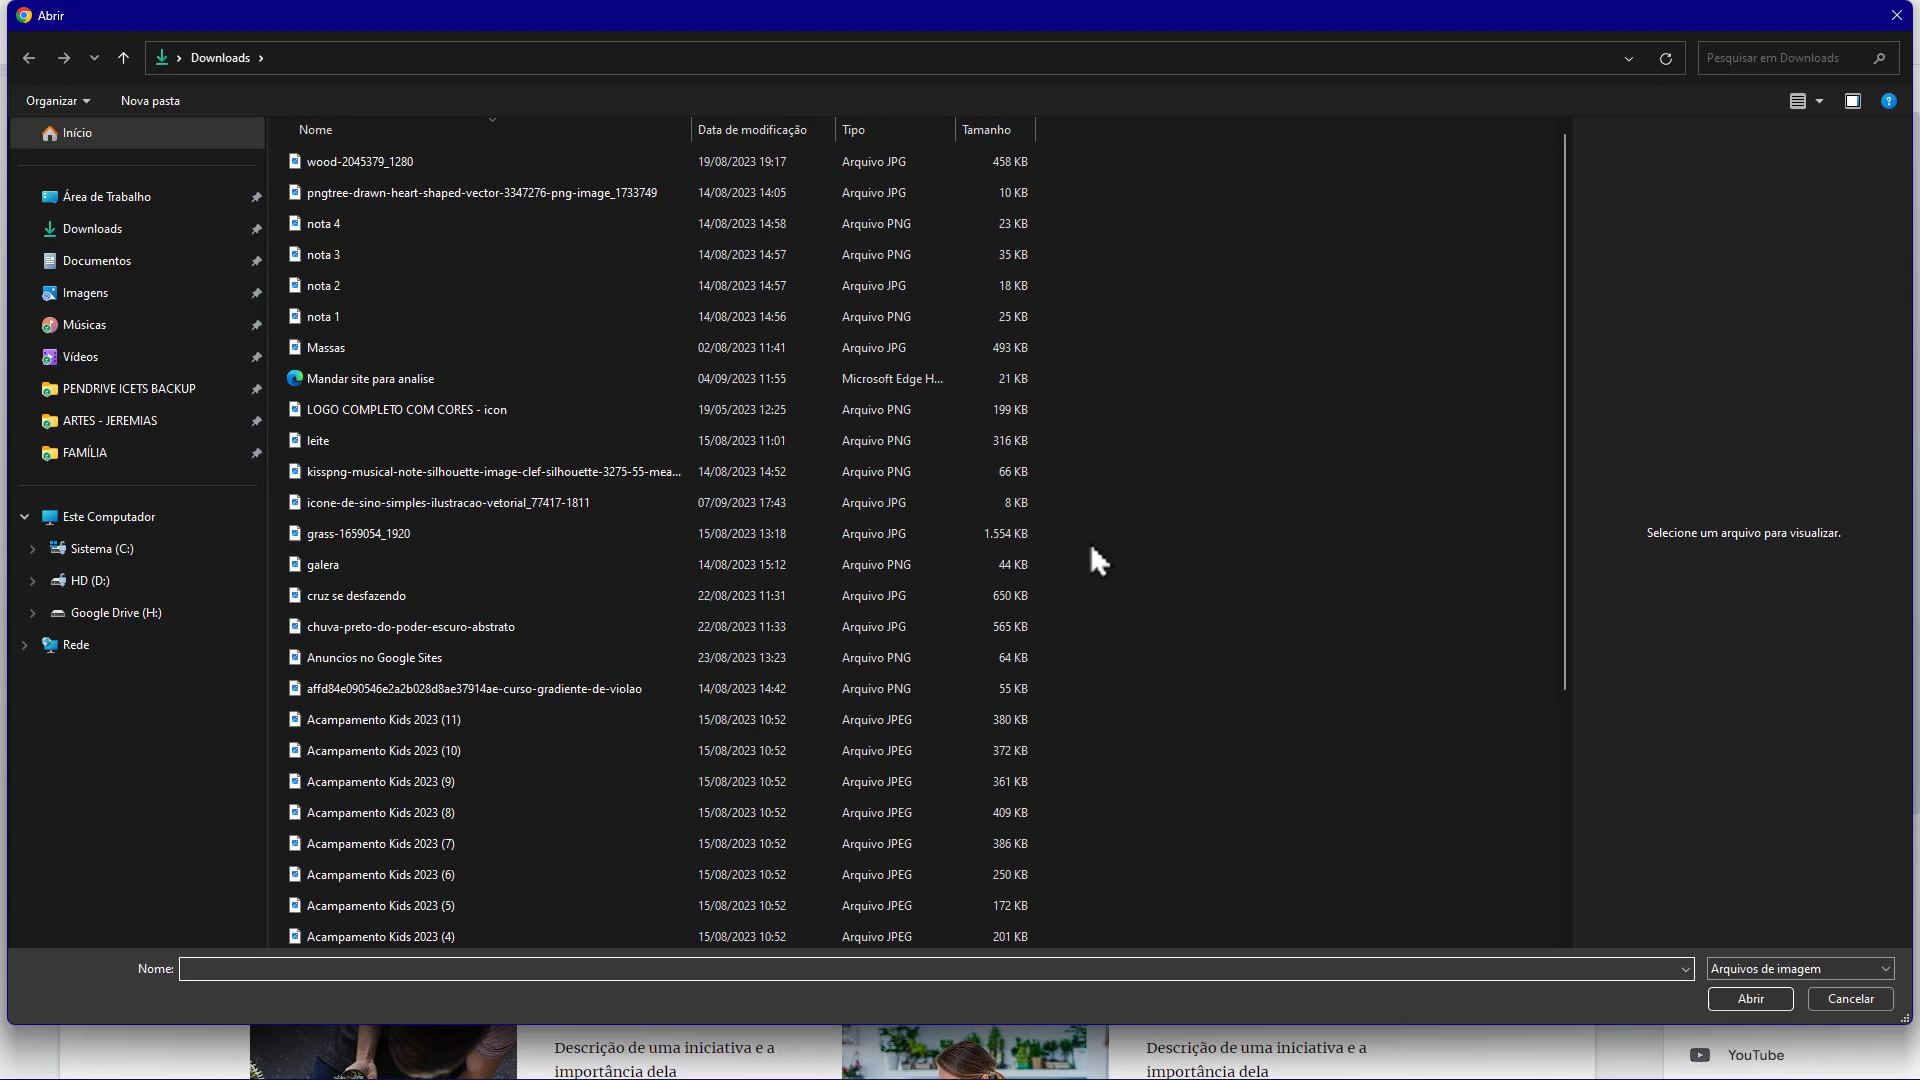 Abrir
Downloads
Pesquisar em Downloads
Organizar
Nova pasta
Início
Área de Trabalho
Downloads
Documentos
Imagens
Músicas
Vídeos
PENDRIVE ICETS BACKUP
ARTES - JEREMIAS
FAMÍLIA
Este Computador
Sistema (C:)
HD (D:)
Google Drive (H:)
Rede
Nome Data de modificação Tipo Tamanho
wood-2045379_1280 19/08/2023 19:17 Arquivo JPG 458 KB
pngtree-drawn-heart-shaped-vector-3347276-png-image_1733749 14/08/2023 14:05 Arquivo JPG 10 KB
nota 4 14/08/2023 14:58 Arquivo PNG 23 KB
nota 3 14/08/2023 14:57 Arquivo PNG 35 KB
nota 2 14/08/2023 14:57 Arquivo JPG 18 KB
nota 1 14/08/2023 14:56 Arquivo PNG 25 KB
Massas 02/08/2023 11:41 Arquivo JPG 493 KB
Mandar site para analise 04/09/2023 11:55 Microsoft Edge H... 21 KB
LOGO COMPLETO COM CORES - icon 19/05/2023 12:25 Arquivo PNG 199 KB
leite 15/08/2023 11:01 Arquivo PNG 316 KB
kisspng-musical-note-silhouette-image-clef-silhouette-3275-55-mea... 14/08/2023 14:52 Arquivo PNG 66 KB
icone-de-sino-simples-ilustracao-vetorial_77417-1811 07/09/2023 17:43 Arquivo JPG 8 KB
grass-1659054_1920 15/08/2023 13:18 Arquivo JPG 1.554 KB
galera 14/08/2023 15:12 Arquivo PNG 44 KB
cruz se desfazendo 22/08/2023 11:31 Arquivo JPG 650 KB
chuva-preto-do-poder-escuro-abstrato 22/08/2023 11:33 Arquivo JPG 565 KB
Anuncios no Google Sites 23/08/2023 13:23 Arquivo PNG 64 KB
affd84e090546e2a2b028d8ae37914ae-curso-gradiente-de-violao 14/08/2023 14:42 Arquivo PNG 55 KB
Acampamento Kids 2023 (11) 15/08/2023 10:52 Arquivo JPEG 380 KB
Acampamento Kids 2023 (10) 15/08/2023 10:52 Arquivo JPEG 372 KB
Acampamento Kids 2023 (9) 15/08/2023 10:52 Arquivo JPEG 361 KB
Acampamento Kids 2023 (8) 15/08/2023 10:52 Arquivo JPEG 409 KB
Acampamento Kids 2023 (7) 15/08/2023 10:52 Arquivo JPEG 386 KB
Acampamento Kids 2023 (6) 15/08/2023 10:52 Arquivo JPEG 250 KB
Acampamento Kids 2023 (5) 15/08/2023 10:52 Arquivo JPEG 172 KB
Acampamento Kids 2023 (4) 15/08/2023 10:52 Arquivo JPEG 201 KB
Selecione um arquivo para visualizar.
Nome:
Arquivos de imagem
Abrir
Cancelar
Descrição de uma iniciativa e a
importância dela
Descrição de uma iniciativa e a
importância dela
YouTube